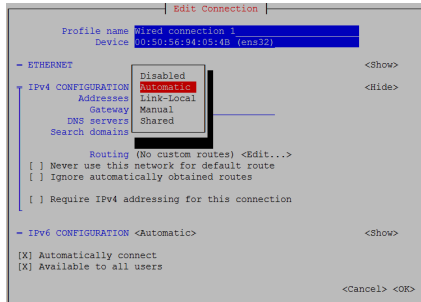 Edit Connection
Profile name Wired connection 1
Device 00:50:56:94:05:4B (ens32)
ETHERNET <Show>
Disabled
IPv4 CONFIGURATION Automatic <Hide>
Addresses Link-Local
Gateway Manual
DNS servers Shared
Search domains
Routing (No custom routes) <Edit...>
[ ] Never use this network for default route
[ ] Ignore automatically obtained routes
[ ] Require IPv4 addressing for this connection
IPv6 CONFIGURATION <Automatic> <Show>
[X] Automatically connect
[X] Available to all users
<Cancel> <OK>